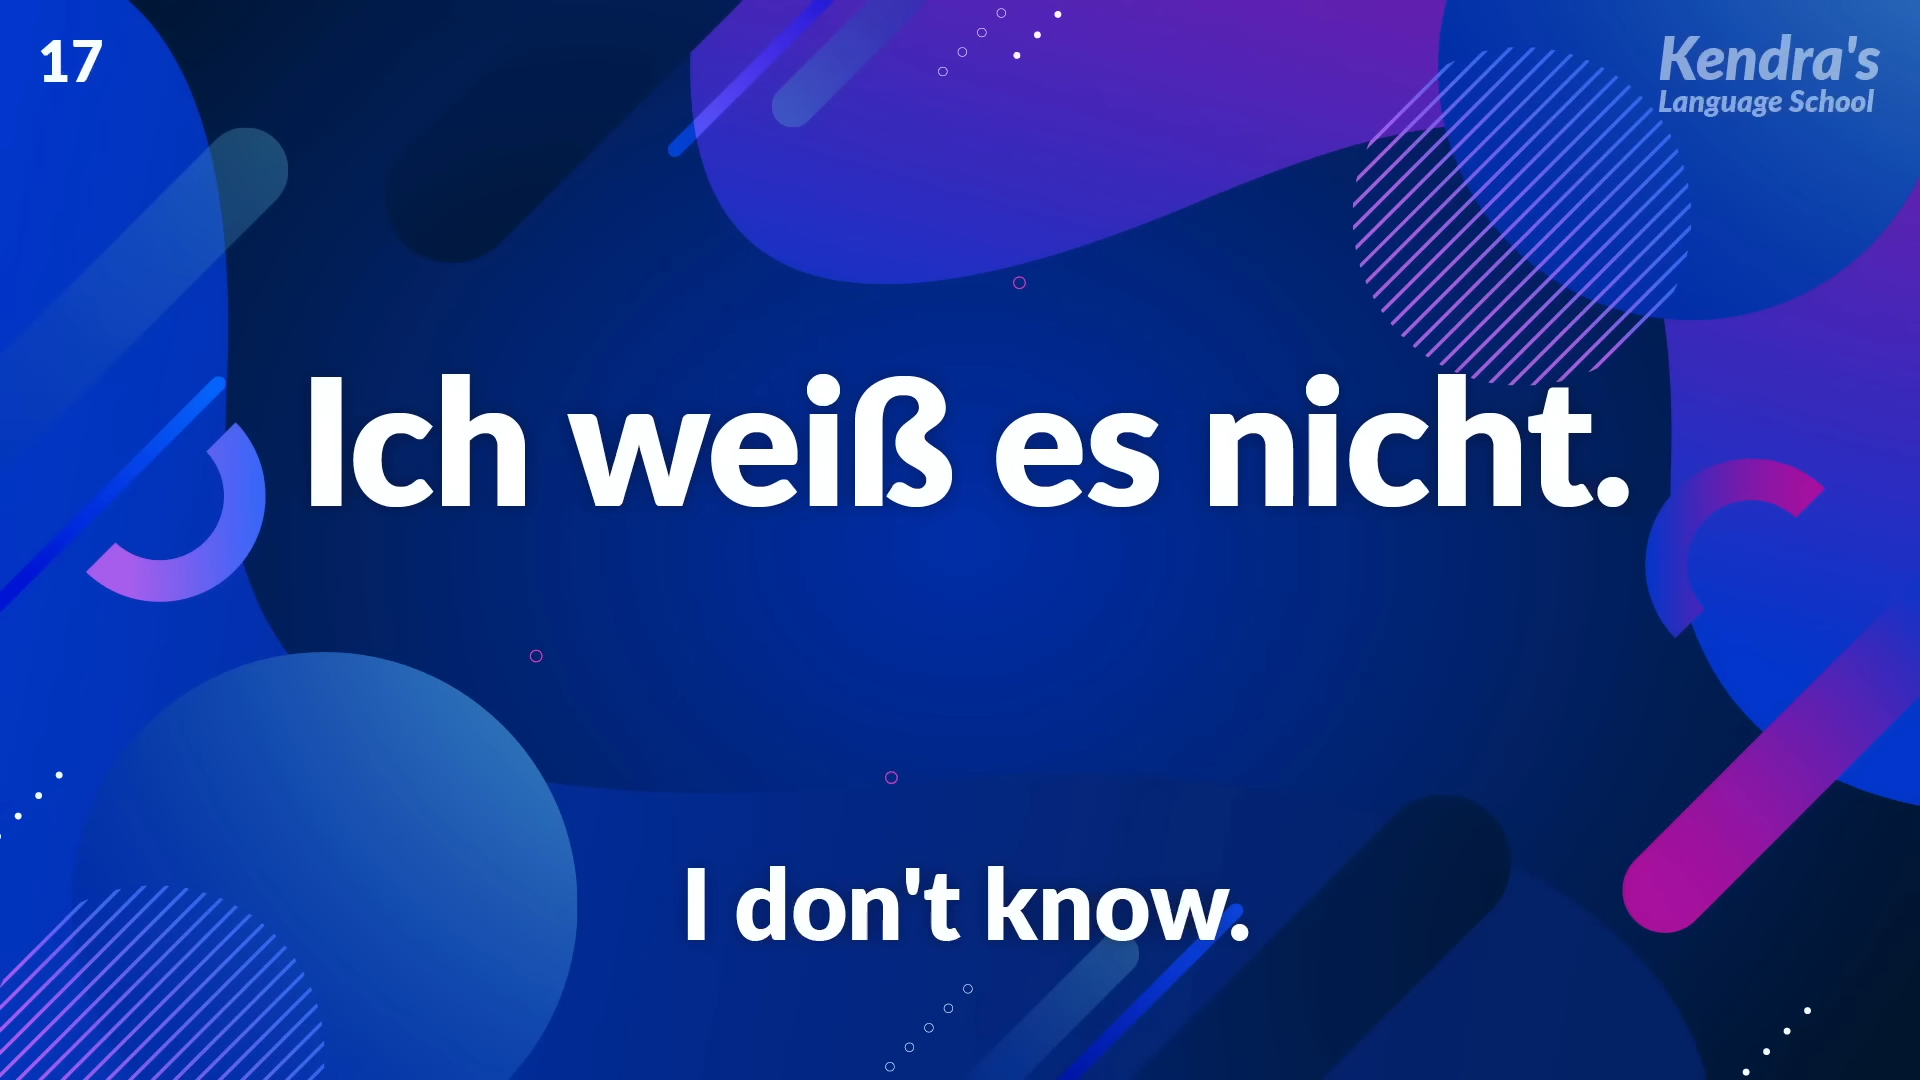 17
Kendra's
Language School
Ich weiß es nicht.
I don't know.